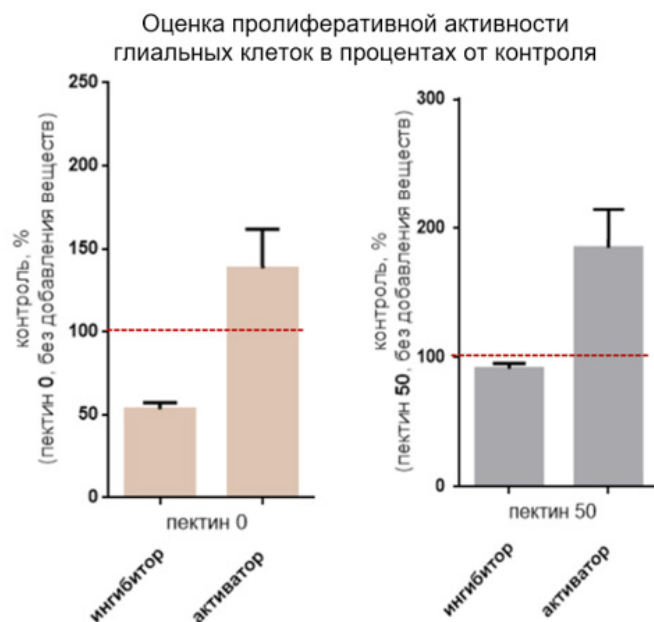 Оценка пролиферативной активности
глиальных клеток в процентах от контроля
контроль, %
(пектин 0, без добавления веществ)
250
200
150
100
50
0
пектин 0
ингибитор
активатор
контроль, %
(пектин 50, без добавления веществ)
300
200
100
0
пектин 50
ингибитор
активатор